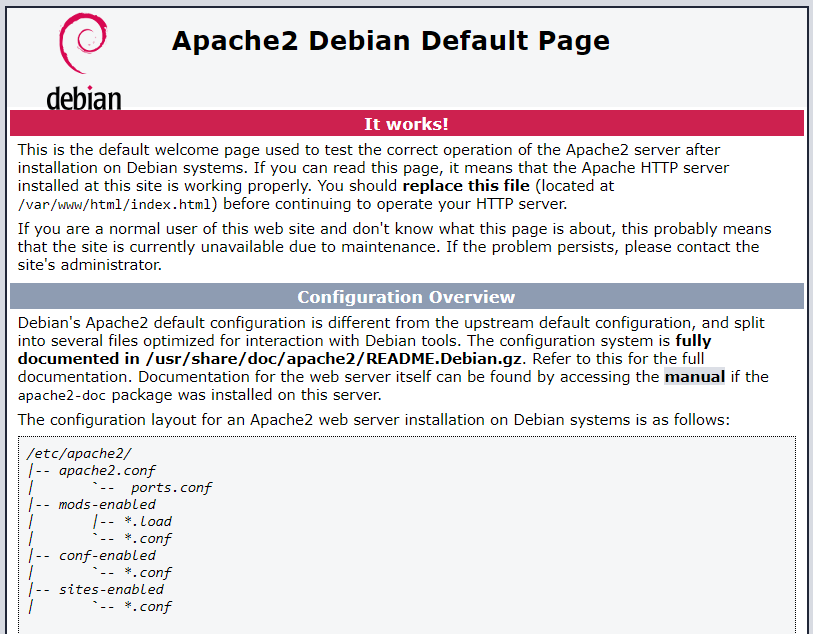 debian
Apache2 Debian Default Page
It works!
This is the default welcome page used to test the correct operation of the Apache2 server after
installation on Debian systems. If you can read this page, it means that the Apache HTTP server
installed at this site is working properly. You should replace this file (located at
/var/www/html/index.html) before continuing to operate your HTTP server.
If you are a normal user of this web site and don't know what this page is about, this probably means
that the site is currently unavailable due to maintenance. If the problem persists, please contact the
site's administrator.
Configuration Overview
Debian's Apache2 default configuration is different from the upstream default configuration, and split
into several files optimized for interaction with Debian tools. The configuration system is fully
documented in /usr/share/doc/apache2/README.Debian.gz. Refer to this for the full
documentation. Documentation for the web server itself can be found by accessing the manual if the
apache2-doc package was installed on this server.
The configuration layout for an Apache2 web server installation on Debian systems is as follows:
/etc/apache2/
|-- apache2.conf
|       `--  ports.conf
|-- mods-enabled
|       |-- *.load
|       `-- *.conf
|-- conf-enabled
|       `-- *.conf
|-- sites-enabled
|       `-- *.conf